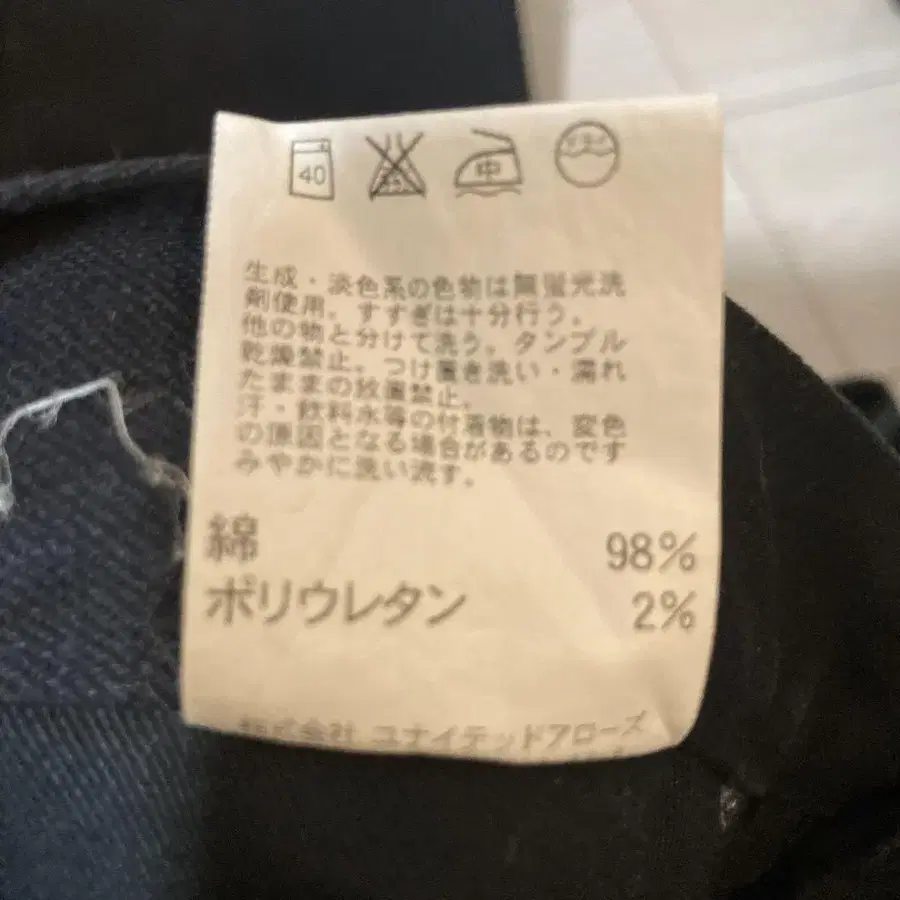 40
中
生成・淡色系の色物は無蛍光洗
剤使用。すすぎは十分行う。
他の物と分けて洗う。タンブル
乾燥禁止。つけ置き洗い・濡れ
たままの放置禁止。
汗・飲料水等の付着物は、変色
の原因となる場合があるのです
みやかに洗い流す。
綿 98%
ポリウレタン 2%
株式会社 ユナイテッドアローズ